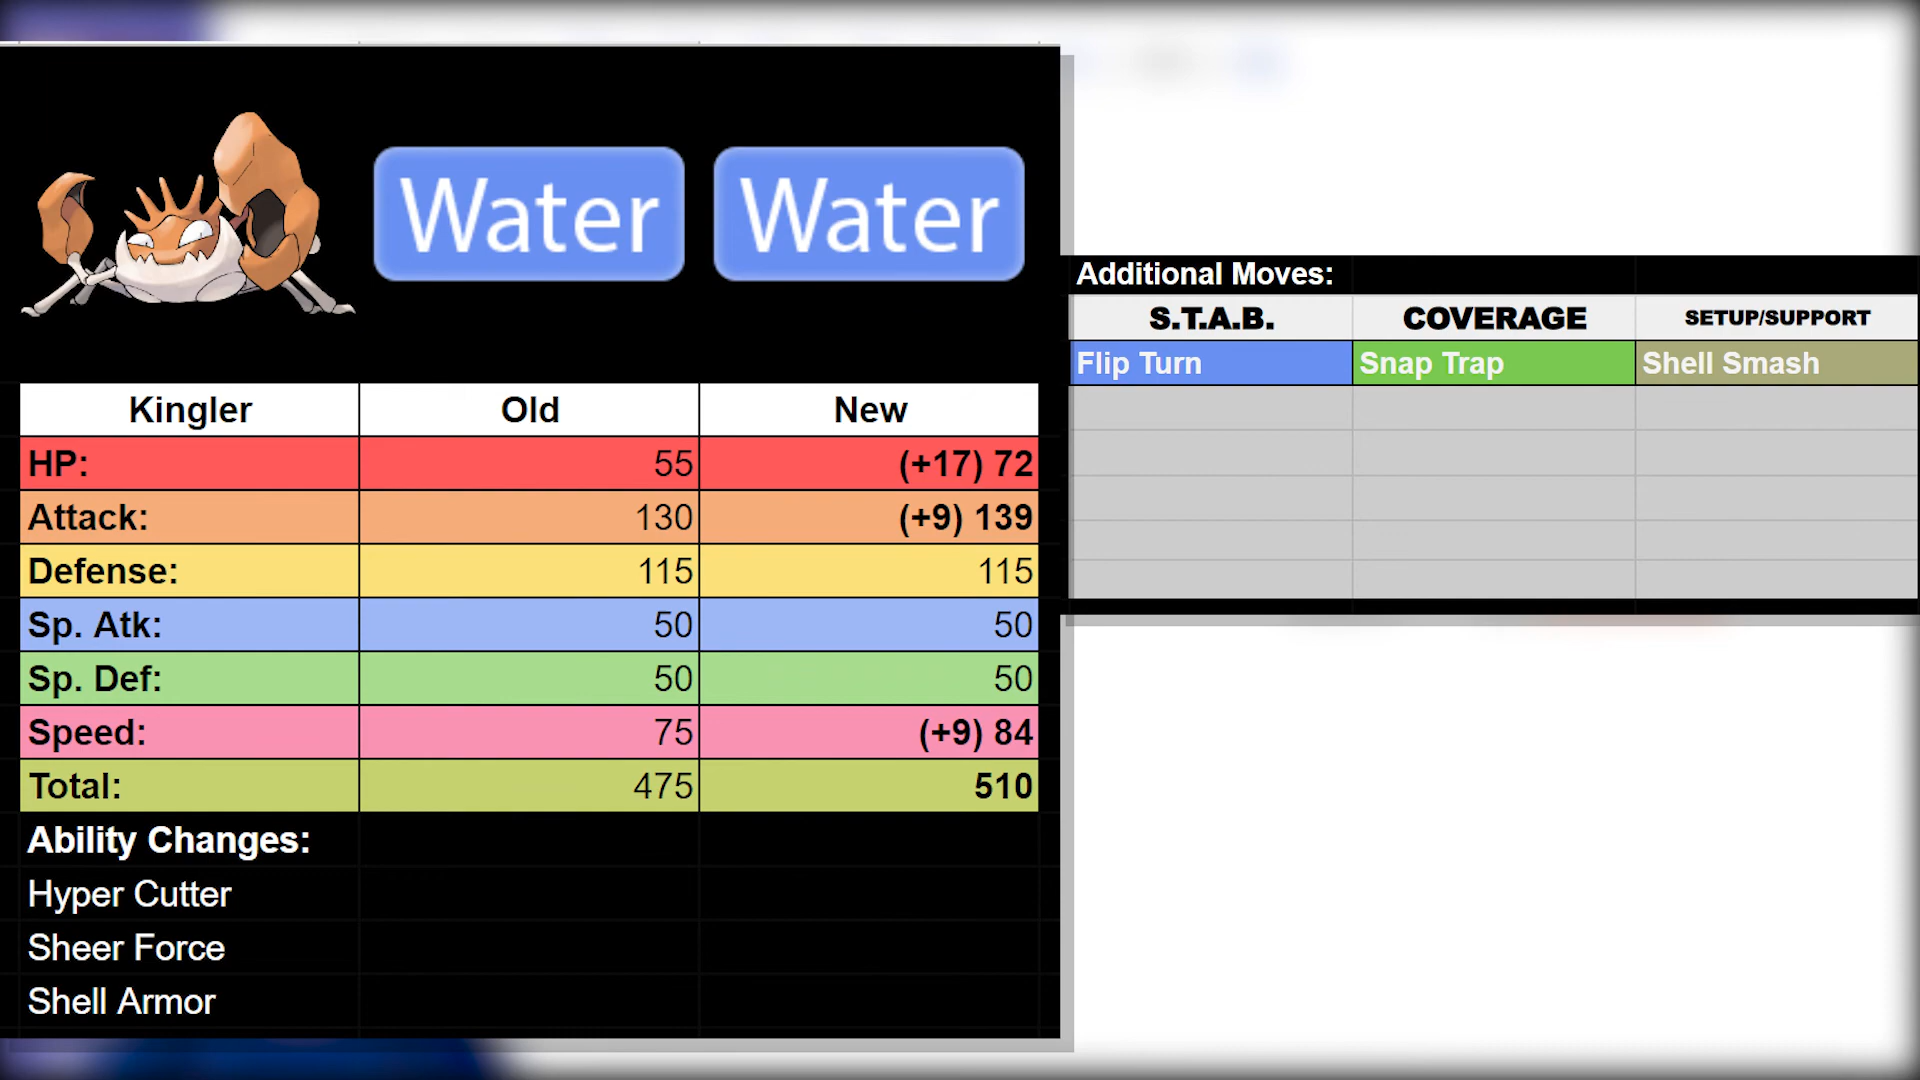 Water Water
Kingler Old New
HP: 55 (+17) 72
Attack: 130 (+9) 139
Defense: 115 115
Sp. Atk: 50 50
Sp. Def: 50 50
Speed: 75 (+9) 84
Total: 475 510
Ability Changes:
Hyper Cutter
Sheer Force
Shell Armor
Additional Moves:
S.T.A.B. COVERAGE SETUP/SUPPORT
Flip Turn Snap Trap Shell Smash